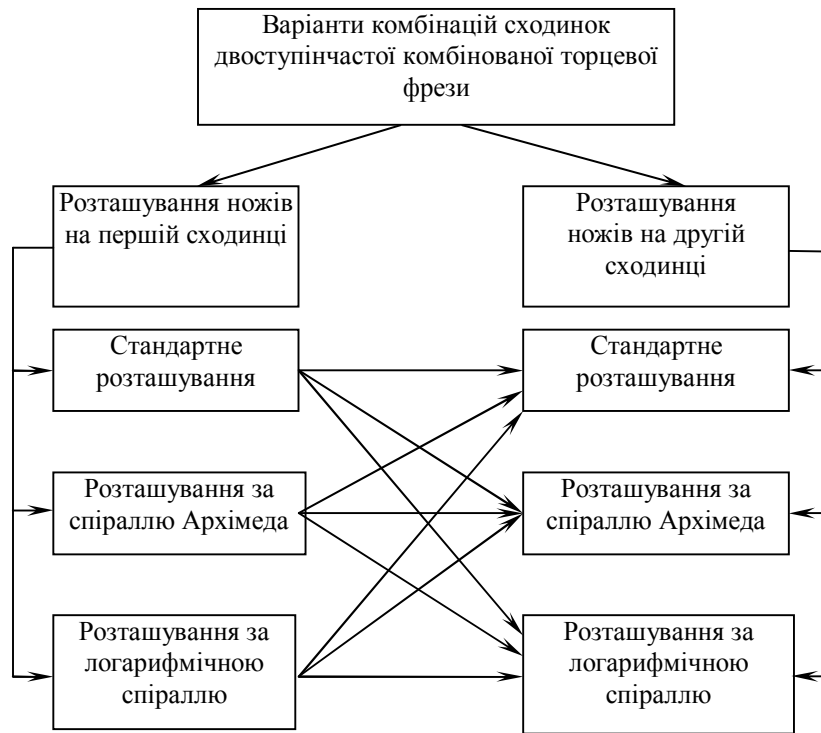 Варіанти комбінацій сходинок
двоступінчастої комбінованої торцевої
фрези
Розташування ножів
на першій сходинці
Розташування
ножів на другій
сходинці
Стандартне
розташування
Стандартне
розташування
Розташування за
спіраллю Архімеда
Розташування за
спіраллю Архімеда
Розташування за
логарифмічною
спіраллю
Розташування за
логарифмічною
спіраллю